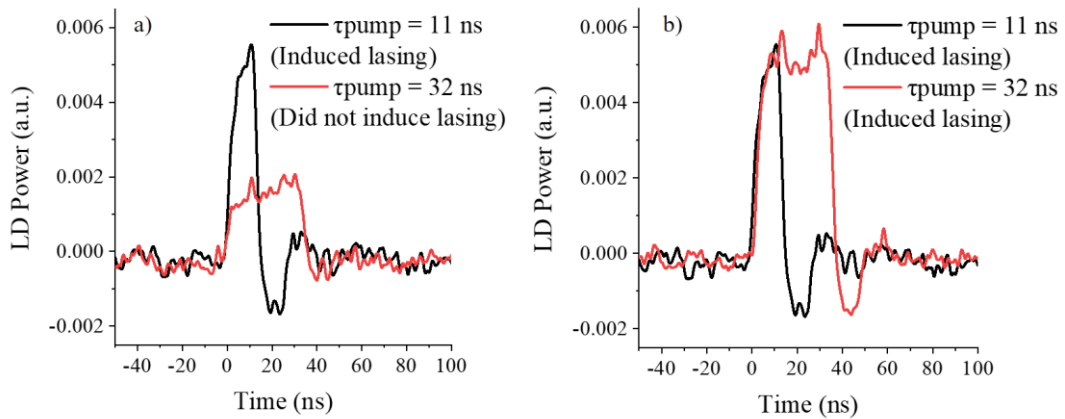 a)
τpump = 11 ns
(Induced lasing)
τpump = 32 ns
(Did not induce lasing)
LD Power (a.u.)
0.006
0.004
0.002
0.000
-0.002
-40 -20 0 20 40 60 80 100
Time (ns)
b)
τpump = 11 ns
(Induced lasing)
τpump = 32 ns
(Induced lasing)
LD Power (a.u.)
0.006
0.004
0.002
0.000
-0.002
-40 -20 0 20 40 60 80 100
Time (ns)